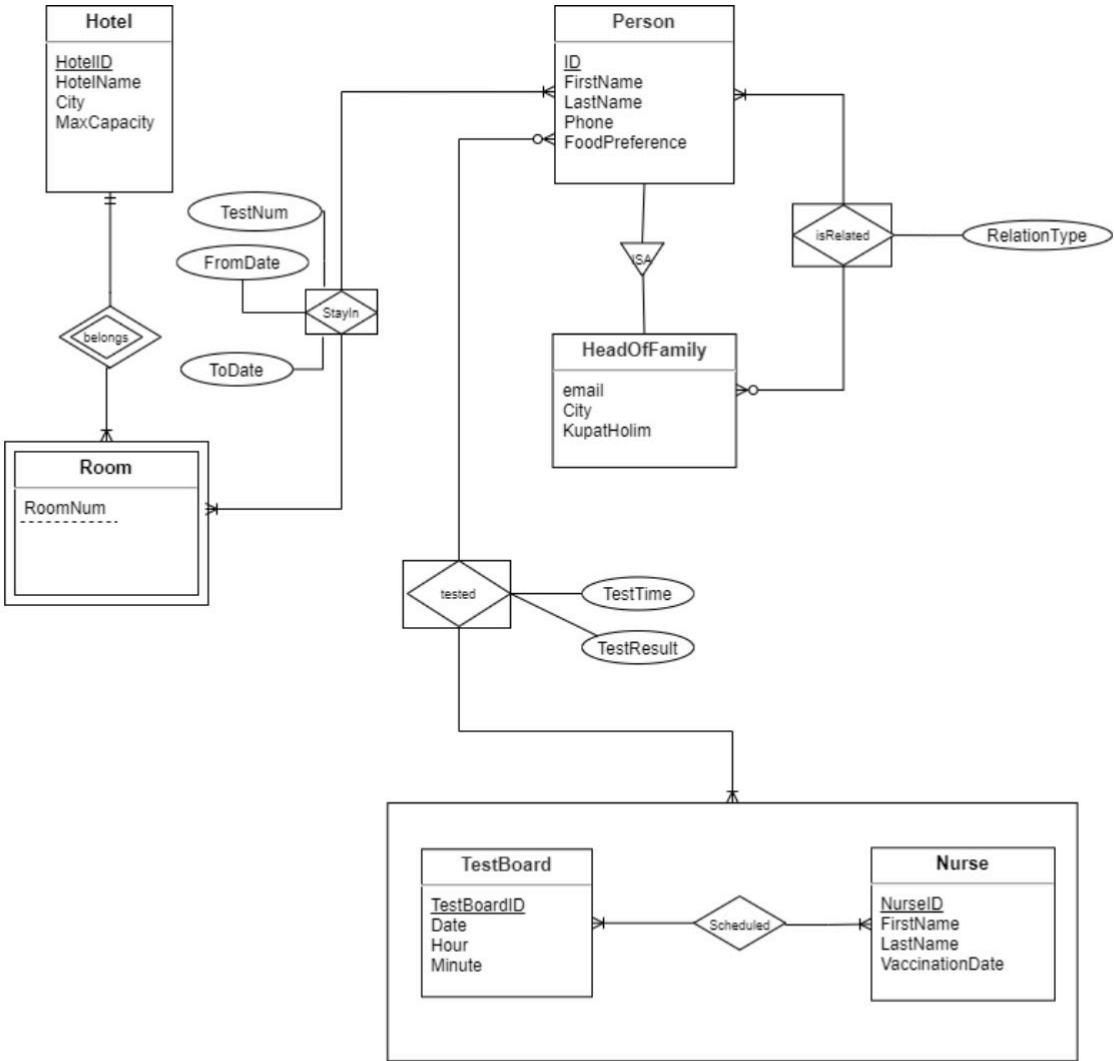 Hotel
HotelID
HotelName
City
MaxCapacity
Person
ID
FirstName
LastName
Phone
FoodPreference
TestNum
FromDate
StayIn
ToDate
belongs
isRelated
RelationType
ISA
HeadOfFamily
email
City
KupatHolim
Room
RoomNum
tested
TestTime
TestResult
TestBoard
TestBoardID
Date
Hour
Minute
Scheduled
Nurse
NurseID
FirstName
LastName
VaccinationDate